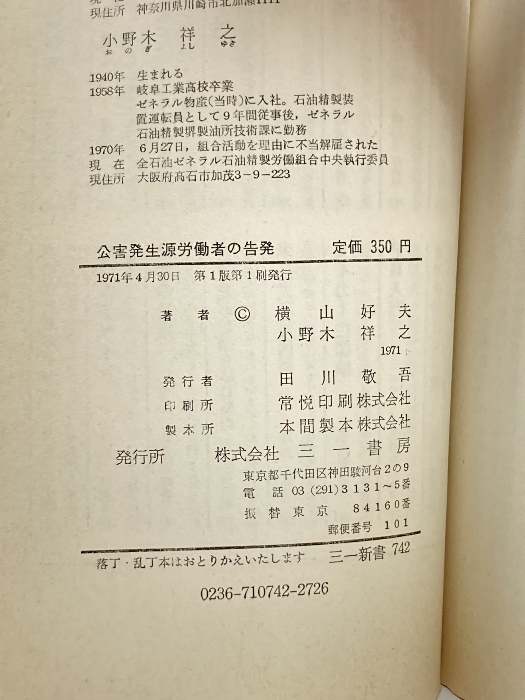 現住所 神奈川県川崎市北加瀬
小野木 祥 之
おのぎ よし ゆき
1940年 生まれる
1958年 岐阜工業高校卒業
ゼネラル物産(当時)に入社。石油精製装
置運転員として9年間従事後，ゼネラル
石油精製堺製油所技術課に勤務
1970年 6月27日，組合活動を理由に不当解雇された
現 在 全石油ゼネラル石油精製労働組合中央執行委員
現住所 大阪府高石市加茂3-9-223
公害発生源労働者の告発 定価 350 円
1971年4月30日 第1版第1刷発行
著 者 © 横 山 好 夫
小野木 祥 之
1971
発行者 田 川 敬 吾
印刷所 常悦印刷株式会社
製本所 本間製本株式会社
発行所 株式会社 三 一 書 房
東京都千代田区神田駿河台2の9
電 話 03 (291) 3131〜5番
振 替 東 京 84160番
郵便番号 101
落丁・乱丁本はおとりかえいたします 三一新書 742
0236-710742-2726